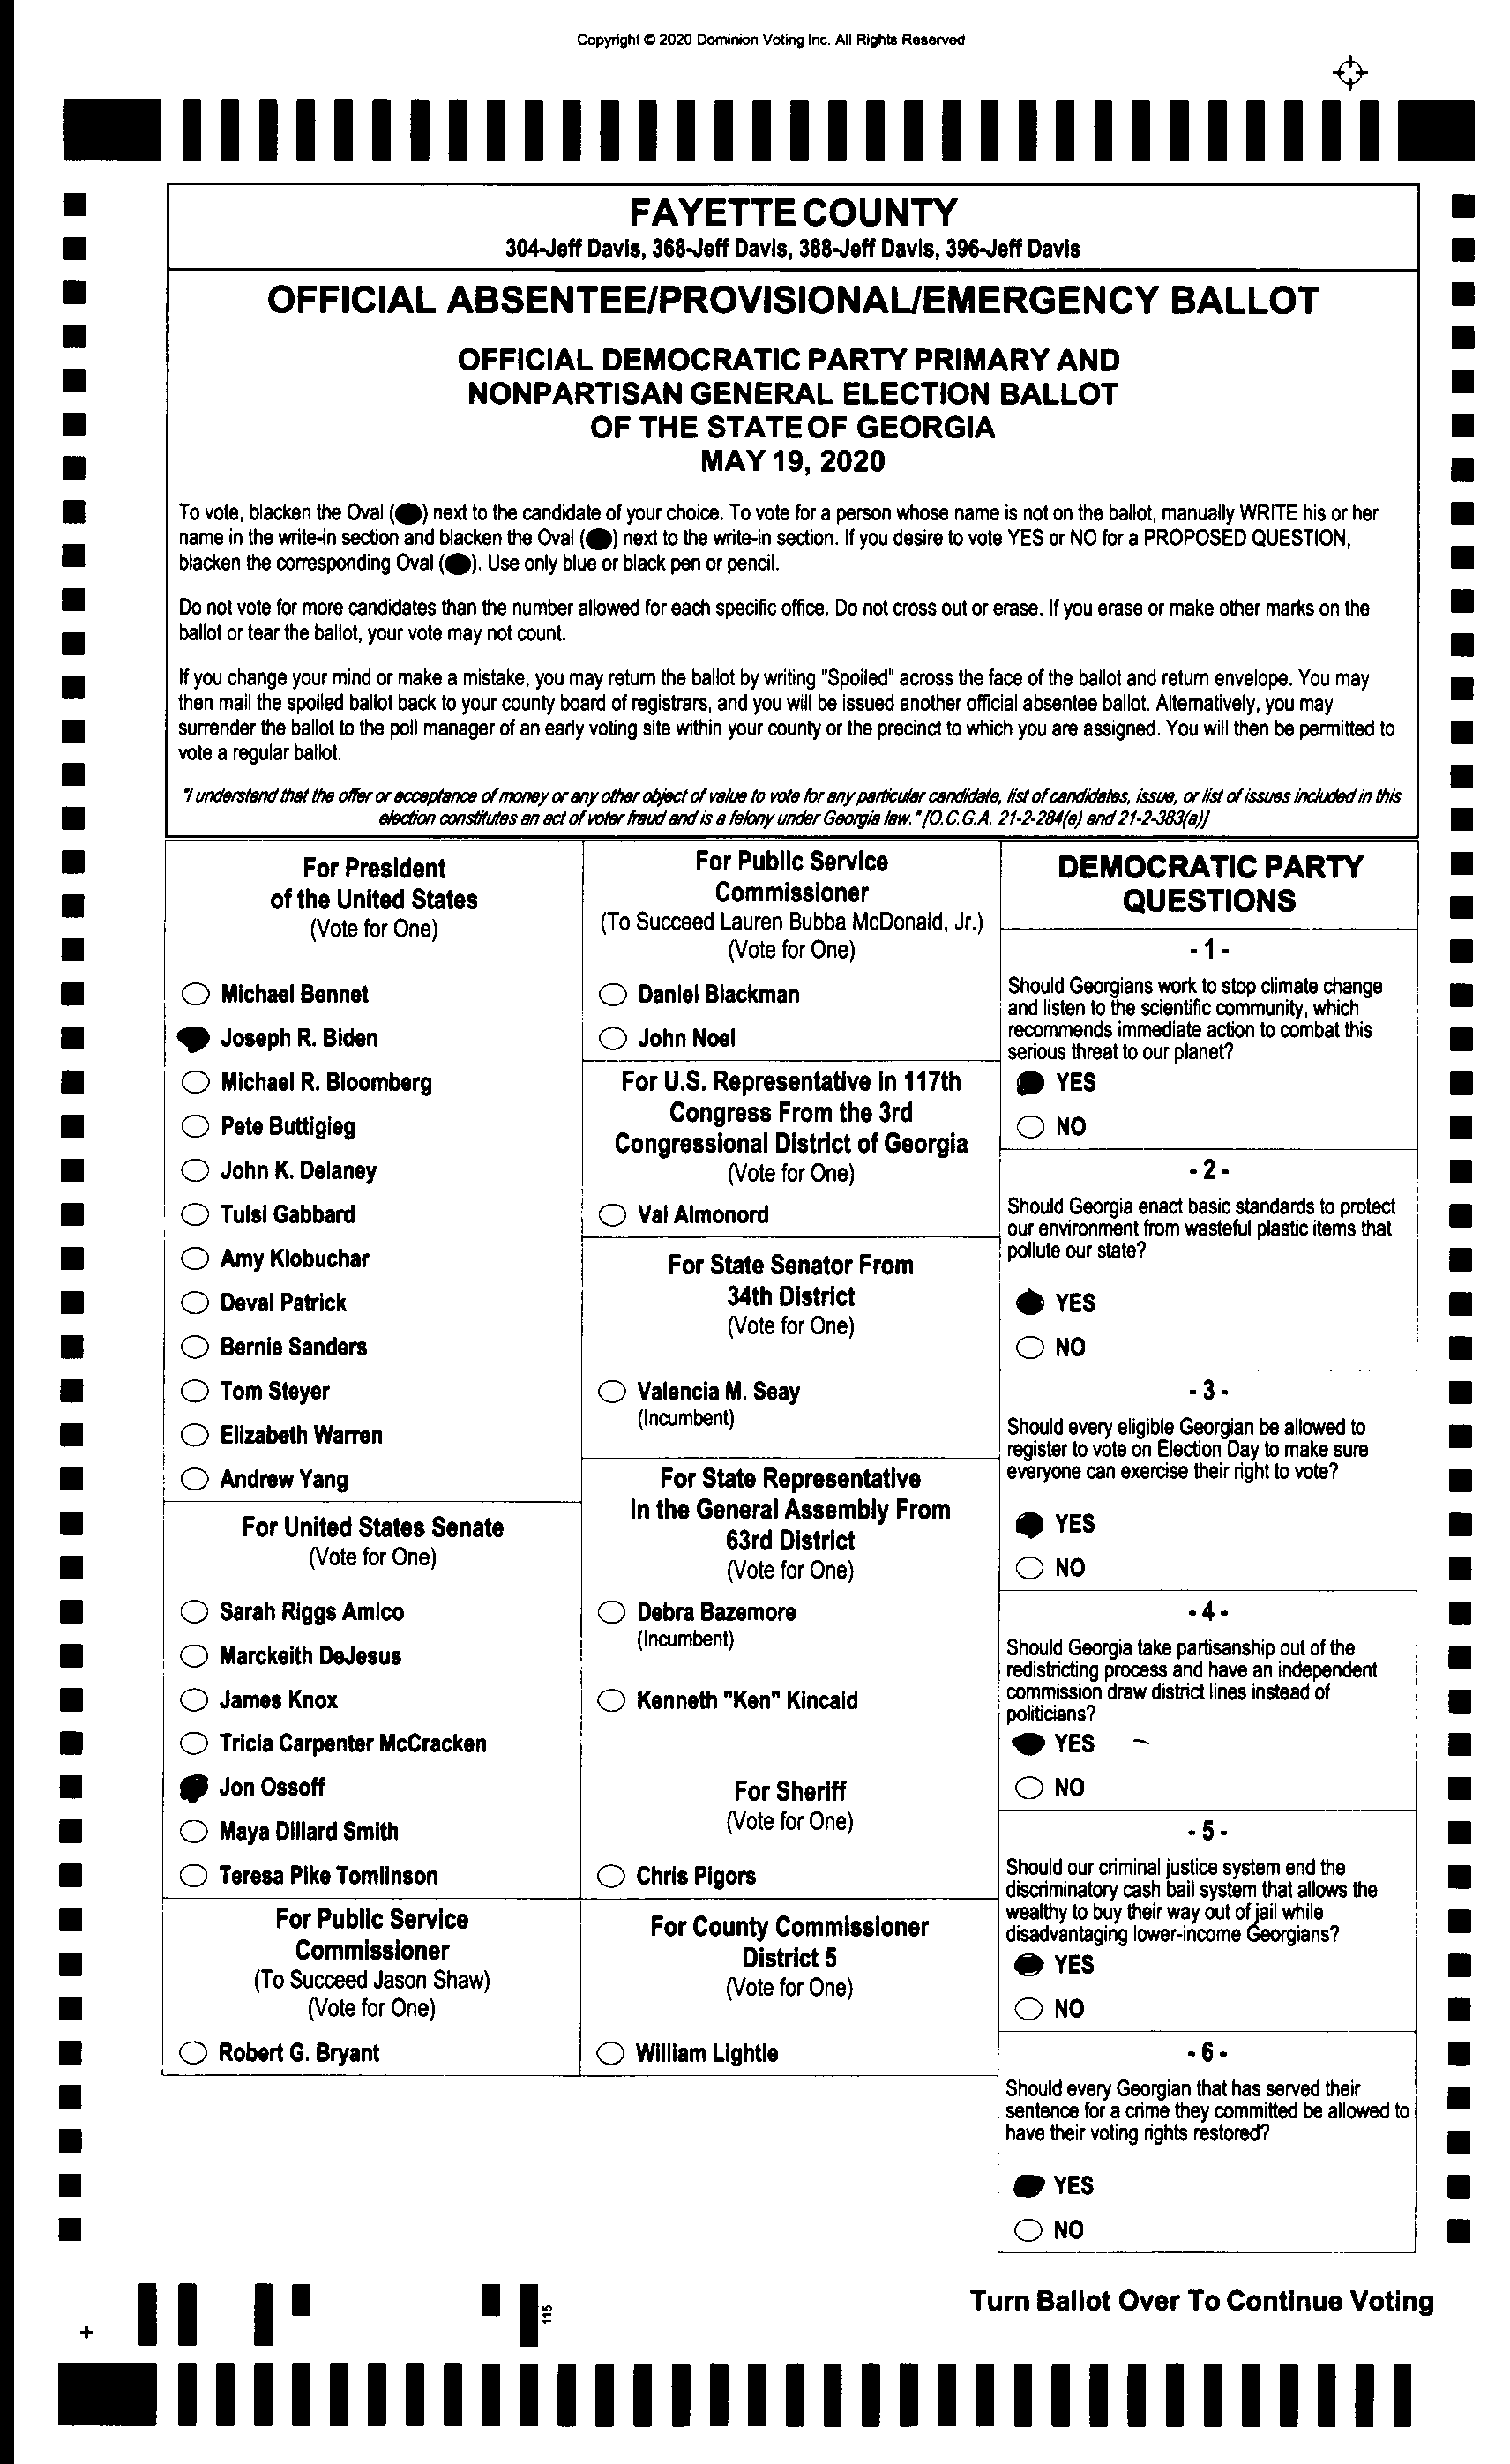 Copyright © 2020 Dominion Voting Inc. All Rights Reserved
FAYETTE COUNTY
304-Jeff Davis, 368-Jeff Davis, 388-Jeff Davis, 396-Jeff Davis
OFFICIAL ABSENTEE/PROVISIONAL/EMERGENCY BALLOT
OFFICIAL DEMOCRATIC PARTY PRIMARY AND
NONPARTISAN GENERAL ELECTION BALLOT
OF THE STATE OF GEORGIA
MAY 19, 2020
To vote, blacken the Oval () next to the candidate of your choice. To vote for a person whose name is not on the ballot, manually WRITE his or her
name in the write-in section and blacken the Oval () next to the write-in section. If you desire to vote YES or NO for a PROPOSED QUESTION,
blacken the corresponding Oval (). Use only blue or black pen or pencil.
Do not vote for more candidates than the number allowed for each specific office. Do not cross out or erase. If you erase or make other marks on the
ballot or tear the ballot, your vote may not count.
If you change your mind or make a mistake, you may return the ballot by writing "Spoiled" across the face of the ballot and return envelope. You may
then mail the spoiled ballot back to your county board of registrars, and you will be issued another official absentee ballot. Alternatively, you may
surrender the ballot to the poll manager of an early voting site within your county or the precinct to which you are assigned. You will then be permitted to
vote a regular ballot.
"I understand that the offer or acceptance of money or any other object of value to vote for any particular candidate, list of candidates, issue, or list of issues included in this
election constitutes an act of voter fraud and is a felony under Georgia law." [O.C.G.A. 21-2-284(e) and 21-2-383(a)]
For President
of the United States
(Vote for One)
Michael Bennet
Joseph R. Biden
Michael R. Bloomberg
Pete Buttigieg
John K. Delaney
Tulsi Gabbard
Amy Klobuchar
Deval Patrick
Bernie Sanders
Tom Steyer
Elizabeth Warren
Andrew Yang
For United States Senate
(Vote for One)
Sarah Riggs Amico
Marckeith DeJesus
James Knox
Tricia Carpenter McCracken
Jon Ossoff
Maya Dillard Smith
Teresa Pike Tomlinson
For Public Service
Commissioner
(To Succeed Jason Shaw)
(Vote for One)
Robert G. Bryant
For Public Service
Commissioner
(To Succeed Lauren Bubba McDonald, Jr.)
(Vote for One)
Daniel Blackman
John Noel
For U.S. Representative in 117th
Congress From the 3rd
Congressional District of Georgia
(Vote for One)
Val Almonord
For State Senator From
34th District
(Vote for One)
Valencia M. Seay
(Incumbent)
For State Representative
In the General Assembly From
63rd District
(Vote for One)
Debra Bazemore
(Incumbent)
Kenneth "Ken" Kincaid
For Sheriff
(Vote for One)
Chris Pigors
For County Commissioner
District 5
(Vote for One)
William Lightle
DEMOCRATIC PARTY
QUESTIONS
- 1 -
Should Georgians work to stop climate change
and listen to the scientific community, which
recommends immediate action to combat this
serious threat to our planet?
YES
NO
- 2 -
Should Georgia enact basic standards to protect
our environment from wasteful plastic items that
pollute our state?
YES
NO
- 3 -
Should every eligible Georgian be allowed to
register to vote on Election Day to make sure
everyone can exercise their right to vote?
YES
NO
- 4 -
Should Georgia take partisanship out of the
redistricting process and have an independent
commission draw district lines instead of
politicians?
YES
NO
- 5 -
Should our criminal justice system end the
discriminatory cash bail system that allows the
wealthy to buy their way out of jail while
disadvantaging lower-income Georgians?
YES
NO
- 6 -
Should every Georgian that has served their
sentence for a crime they committed be allowed to
have their voting rights restored?
YES
NO
Turn Ballot Over To Continue Voting
115